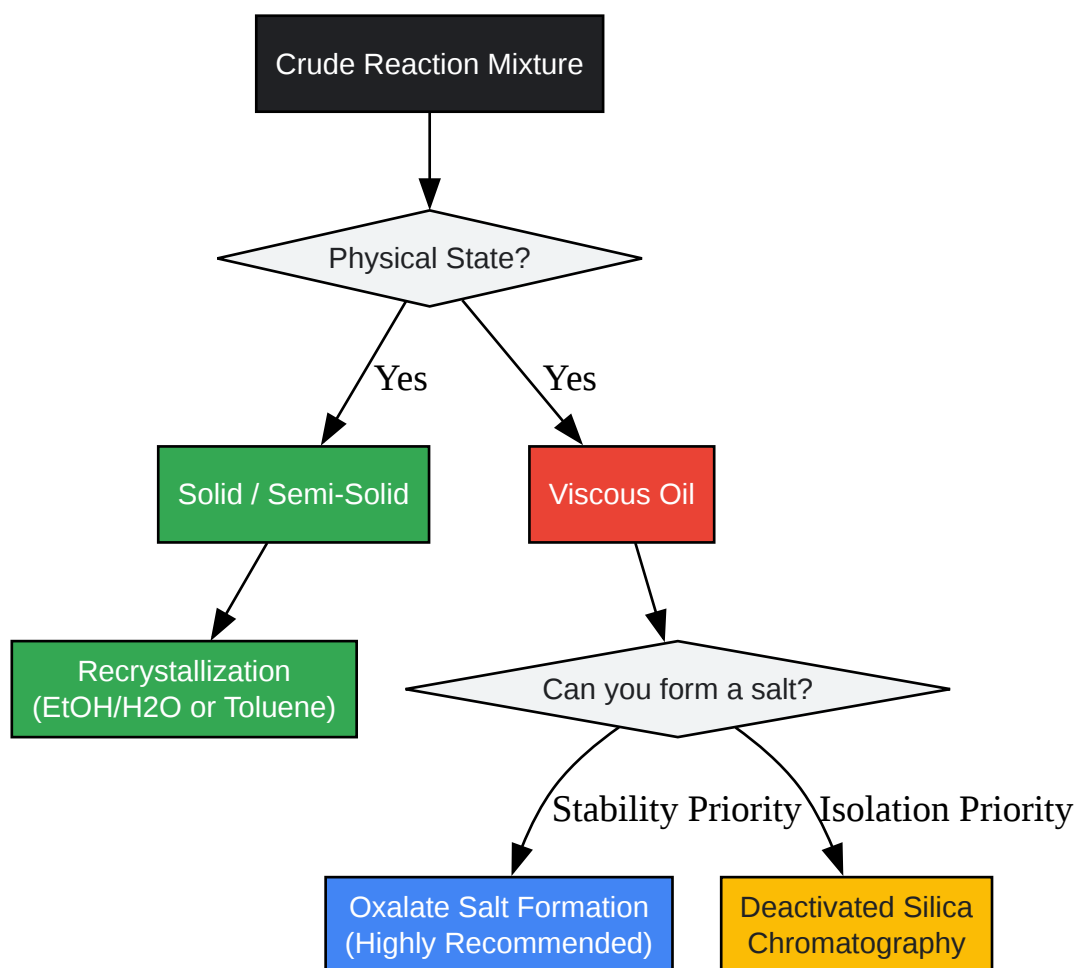 Crude Reaction Mixture
Physical State?
Yes
Yes
Solid / Semi-Solid
Viscous Oil
Recrystallization
(EtOH/H2O or Toluene)
Can you form a salt?
Stability Priority
Isolation Priority
Oxalate Salt Formation
(Highly Recommended)
Deactivated Silica
Chromatography